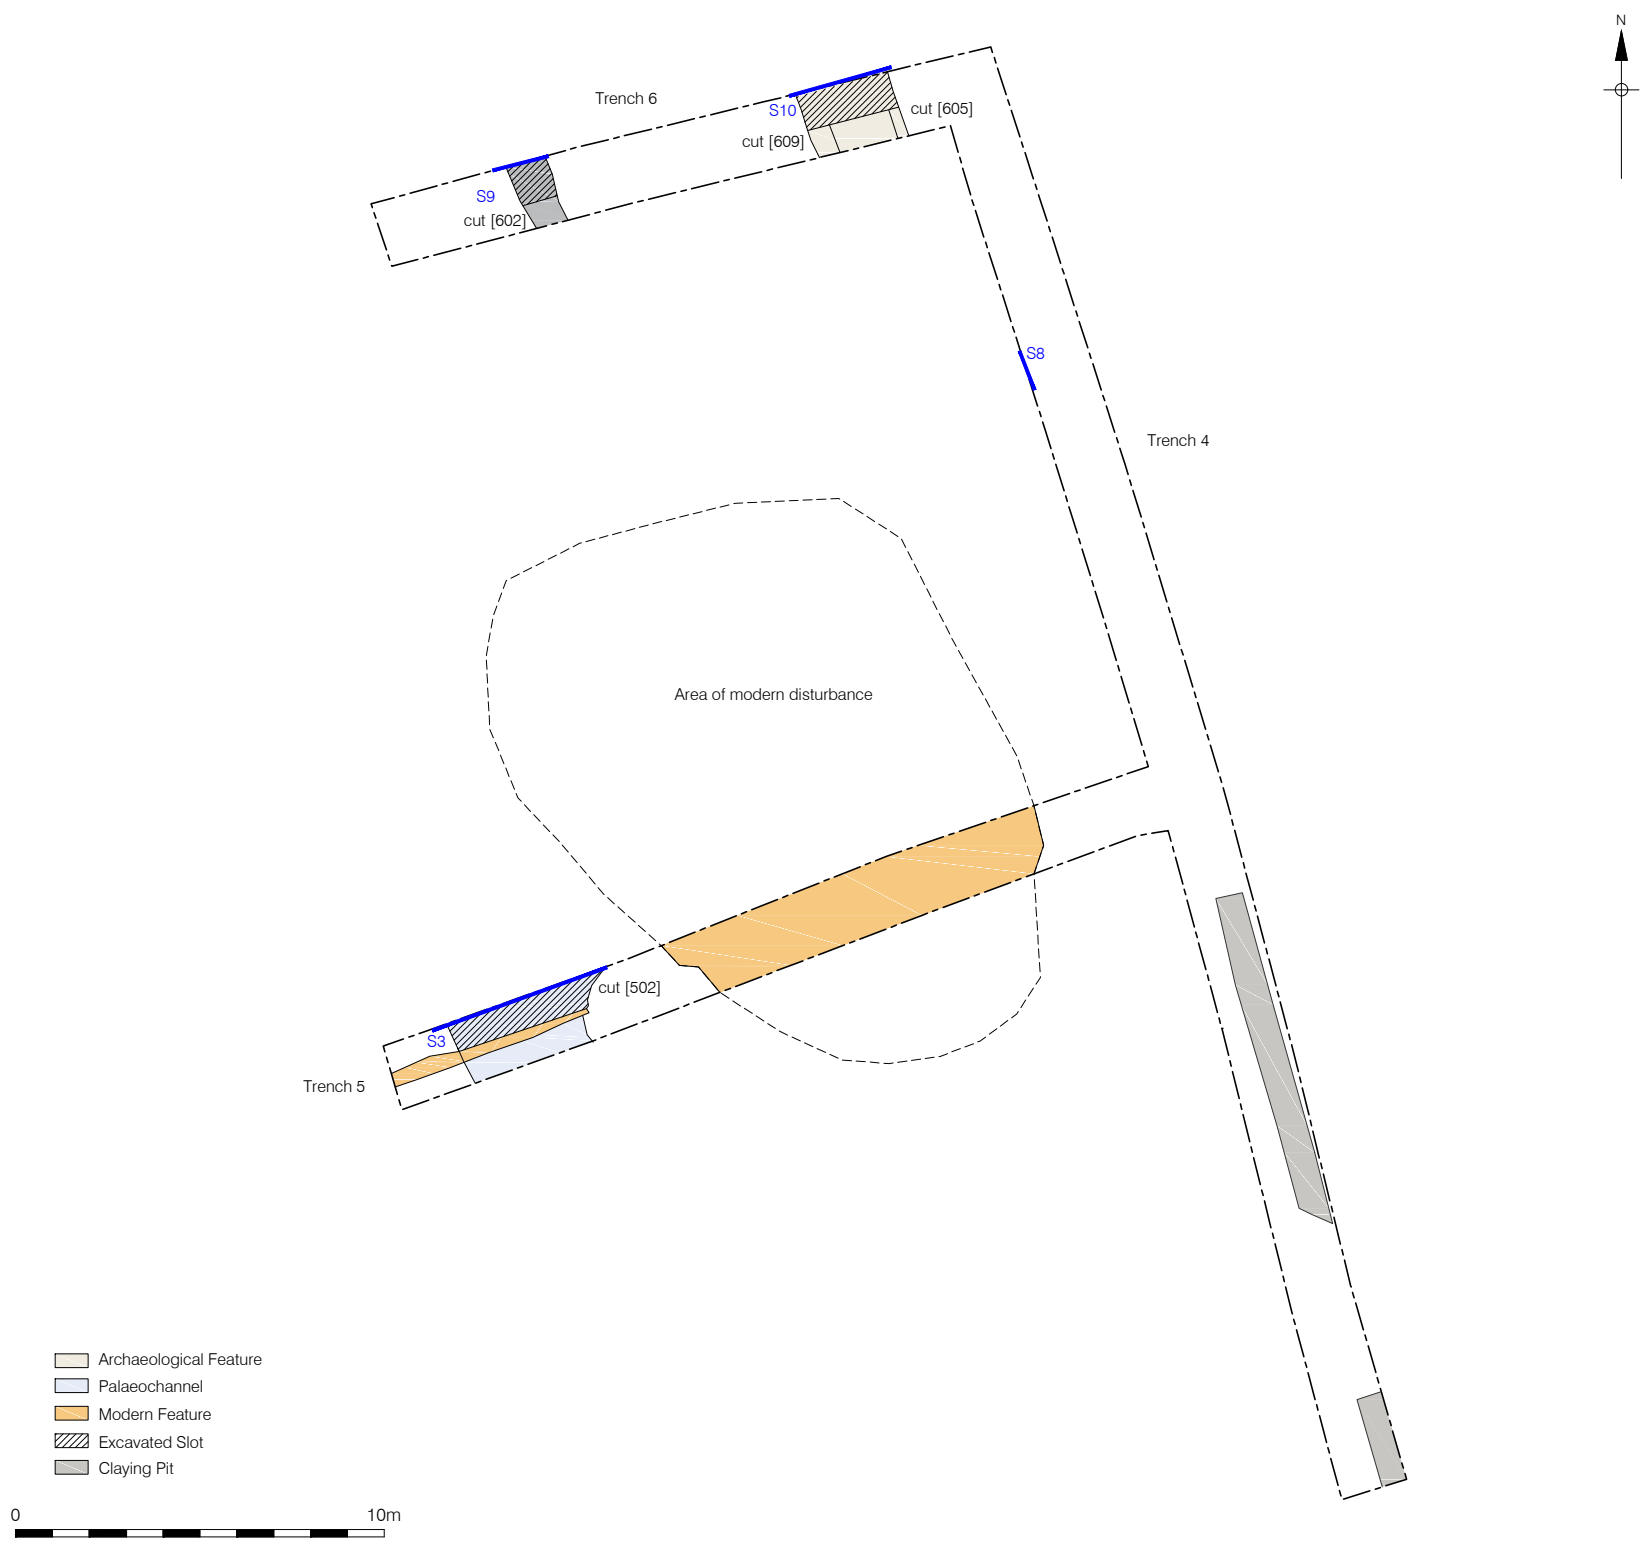 N
Trench 6
S10
cut [605]
cut [609]
S9
cut [602]
S8
Trench 4
Area of modern disturbance
cut [502]
S3
Trench 5
Archaeological Feature
Palaeochannel
Modern Feature
Excavated Slot
Claying Pit
0 10m